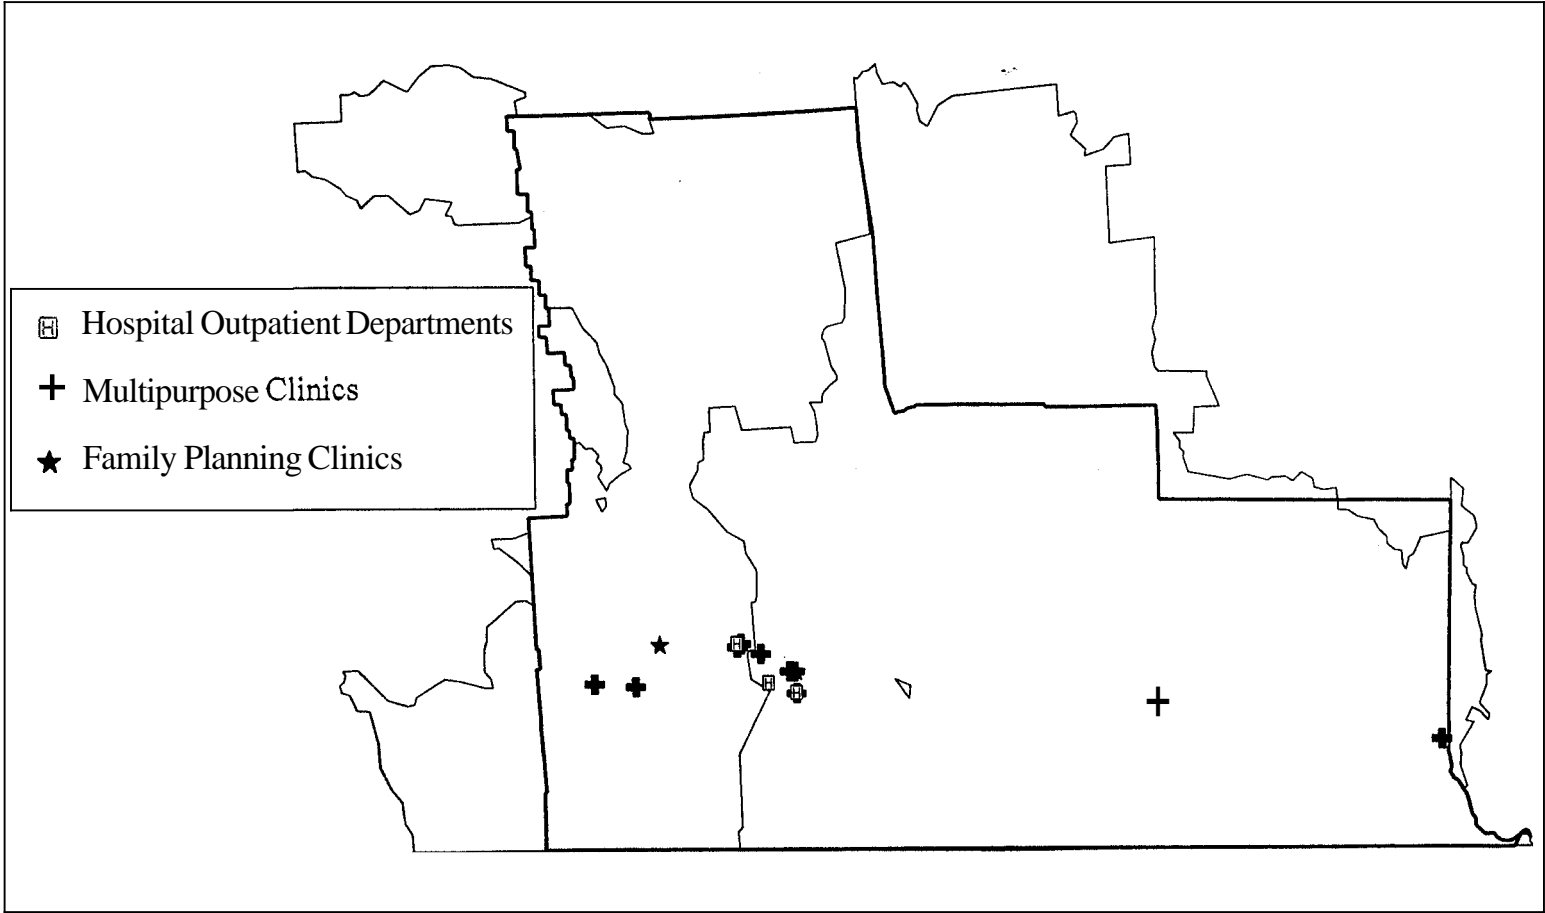 H Hospital Outpatient Departments
Multipurpose Clinics
Family Planning Clinics
H
H
H